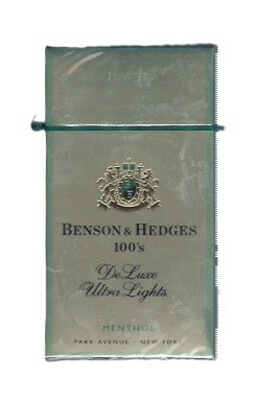 BENSON & HEDGES
100's
DeLuxe
Ultra Lights
MENTHOL
PARK AVENUE · NEW YORK